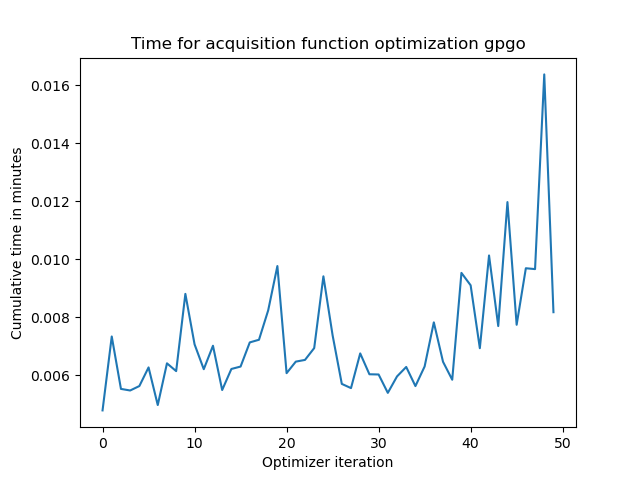 Time for acquisition function optimization gpgo
0.016
0.014
0.012
0.010
0.008
0.006
Cumulative time in minutes
0 10 20 30 40 50
Optimizer iteration